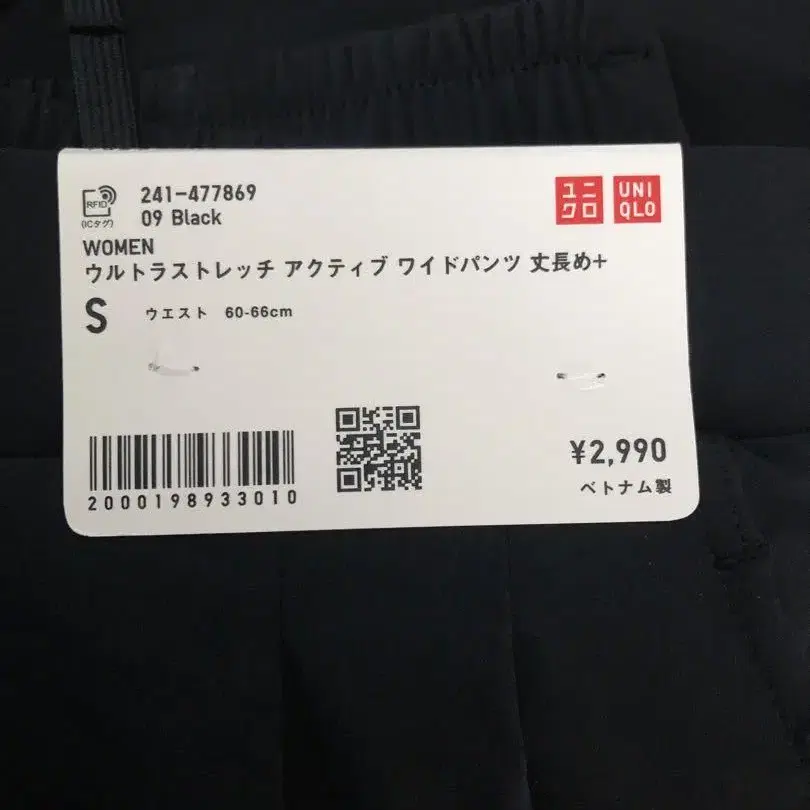 241-477869
09 Black
RFID
(ICタグ)
ユニ
クロ
UNI
QLO
WOMEN
ウルトラストレッチ アクティブ ワイドパンツ 丈長め+
S ウエスト 60-66cm
¥2,990
ベトナム製
2000198933010